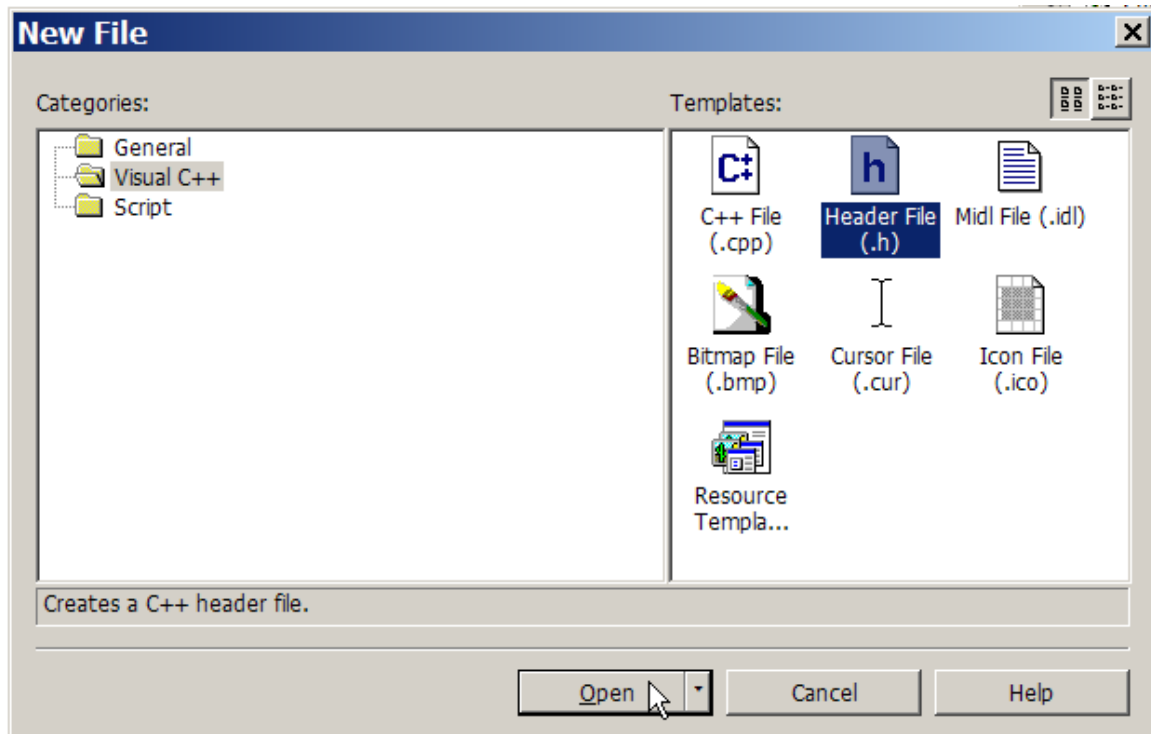 New File
Categories:
Templates:
General
Visual C++
Script
C++ File
(.cpp)
Header File
(.h)
Midl File (.idl)
Bitmap File
(.bmp)
Cursor File
(.cur)
Icon File
(.ico)
Resource
Templa...
Creates a C++ header file.
Open
Cancel
Help